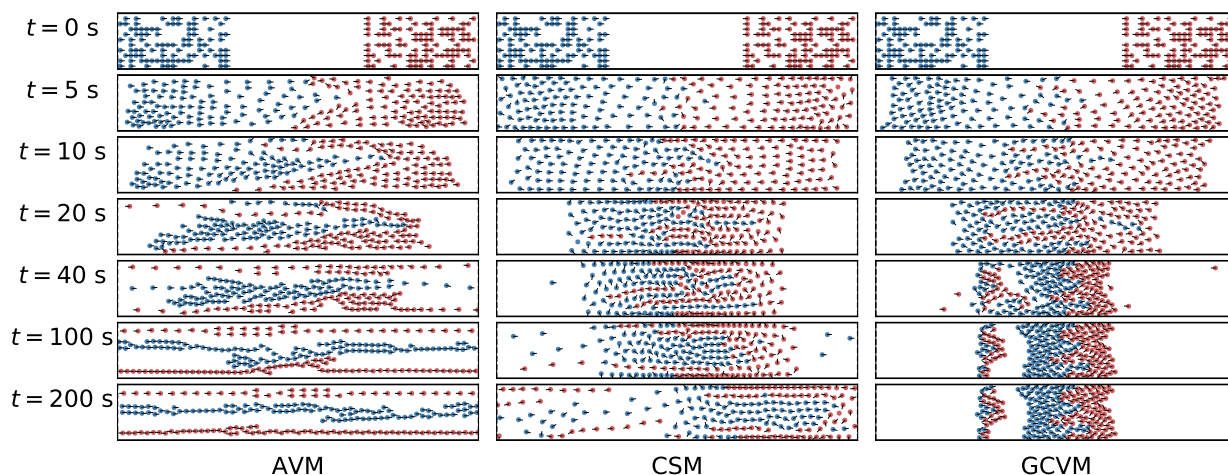 t = 0 s
t = 5 s
t = 10 s
t = 20 s
t = 40 s
t = 100 s
t = 200 s
AVM CSM GCVM